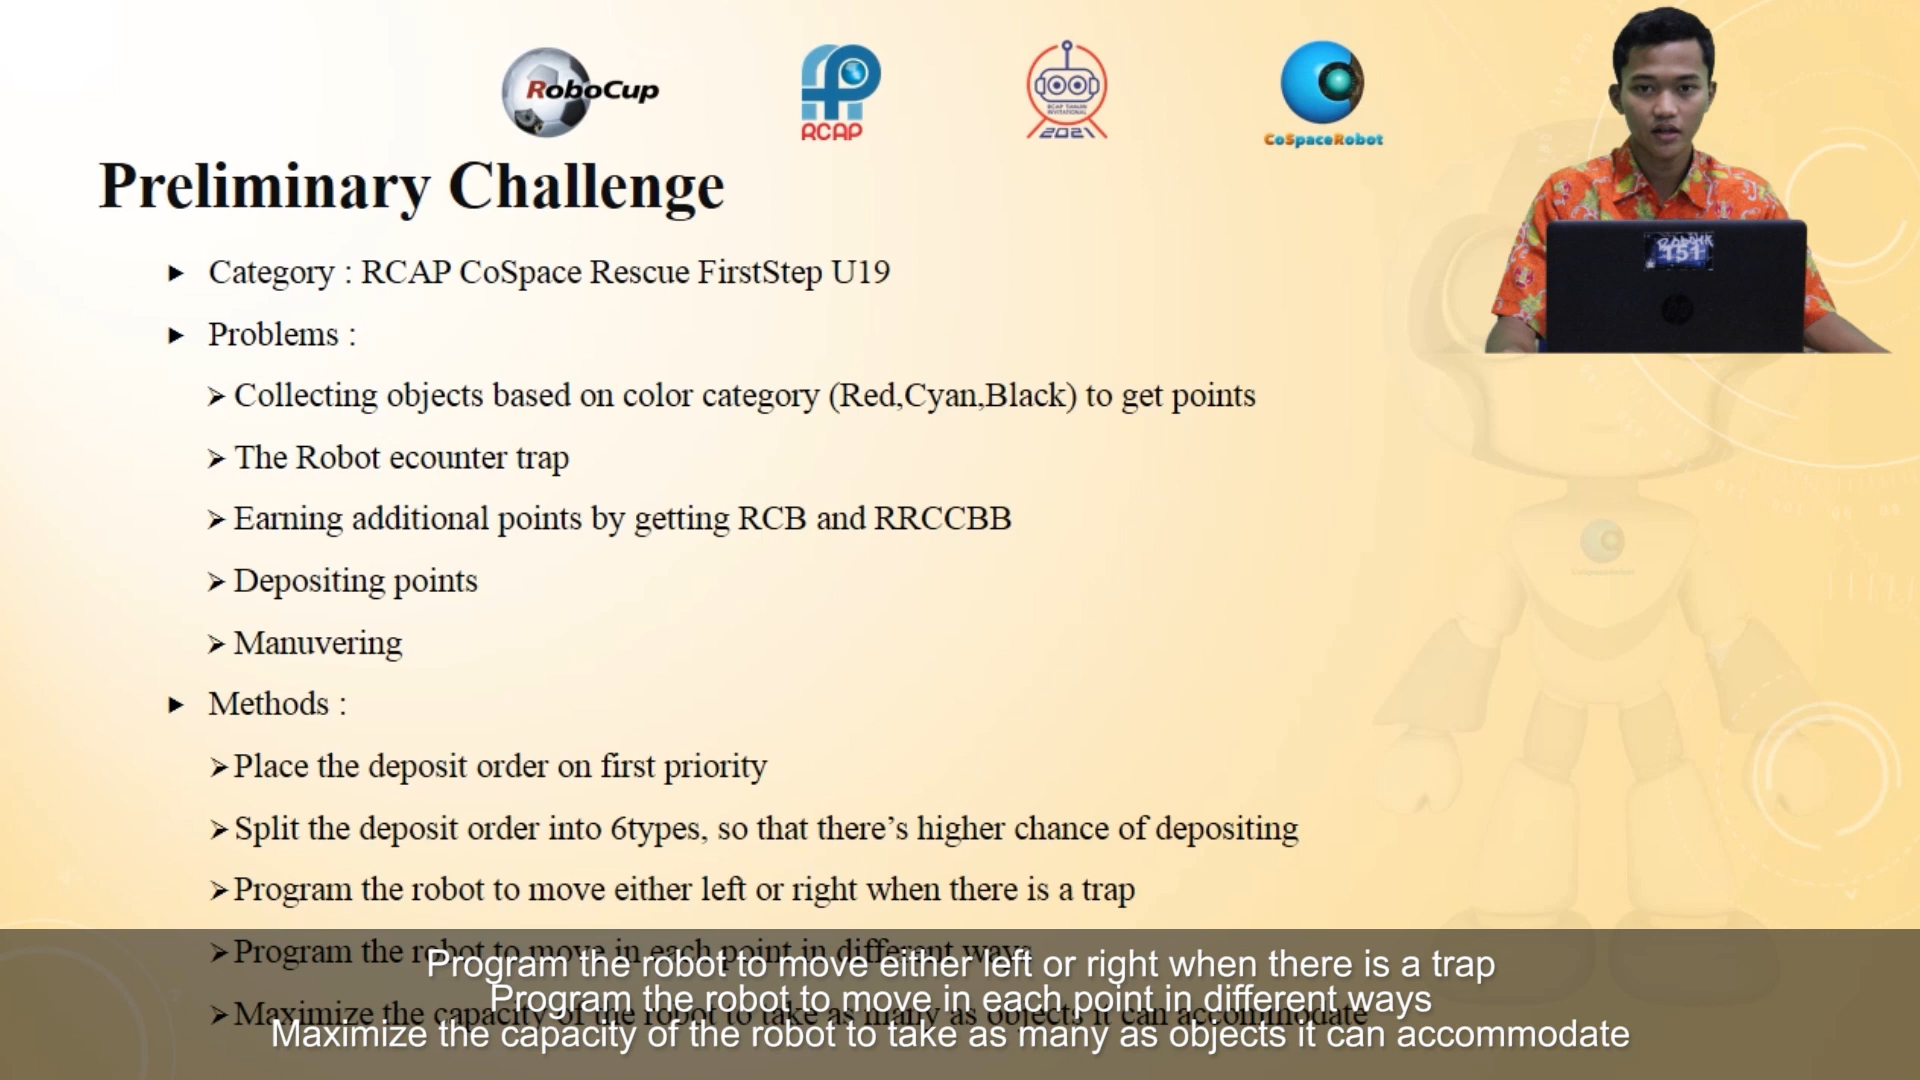 RoboCup
RCAP
RCAP TIANJIN
INVITATIONAL
2021
CoSpaceRobot
Preliminary Challenge
Category : RCAP CoSpace Rescue FirstStep U19
Problems :
Collecting objects based on color category (Red,Cyan,Black) to get points
The Robot ecounter trap
Earning additional points by getting RCB and RRCCBB
Depositing points
Manuvering
Methods :
Place the deposit order on first priority
Split the deposit order into 6types, so that there's higher chance of depositing
Program the robot to move either left or right when there is a trap
Program the robot to move in each point in different ways
Maximize the capacity of the robot to take as many as objects it can accommodate
Program the robot to move either left or right when there is a trap
Program the robot to move in each point in different ways
Maximize the capacity of the robot to take as many as objects it can accommodate
151